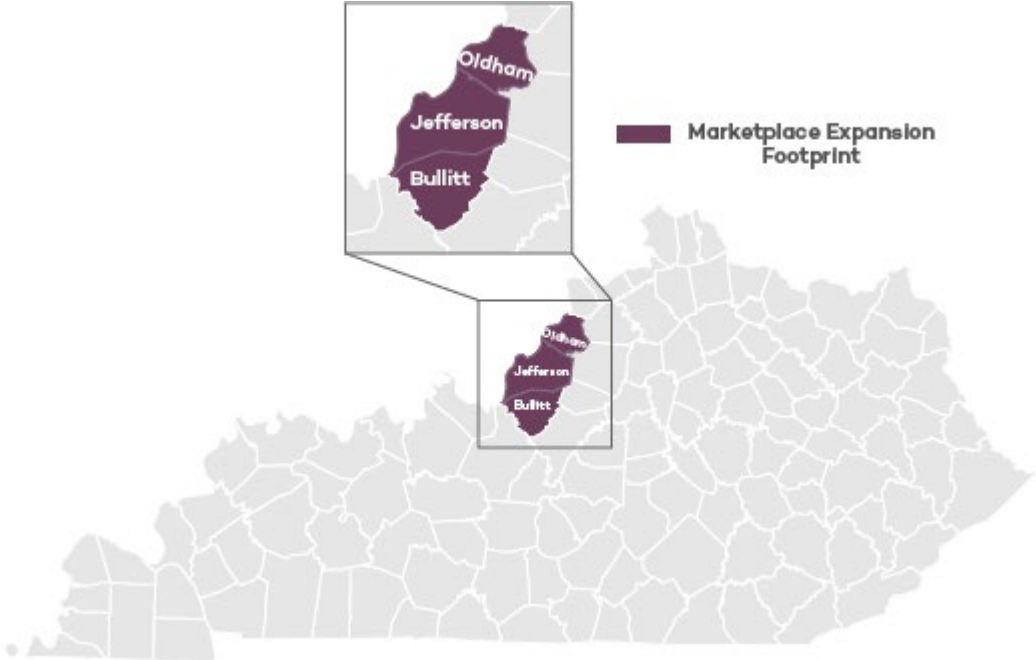 Oldham
Jefferson
Bullitt
Marketplace Expansion
Footprint
Oldham
Jefferson
Bullitt